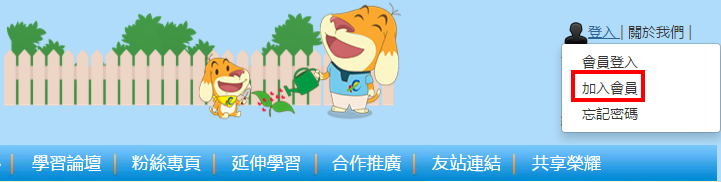 登入 | 關於我們 |
會員登入
加入會員
忘記密碼
| 學習論壇 | 粉絲專頁 | 延伸學習 | 合作推廣 | 友站連結 | 共享榮耀